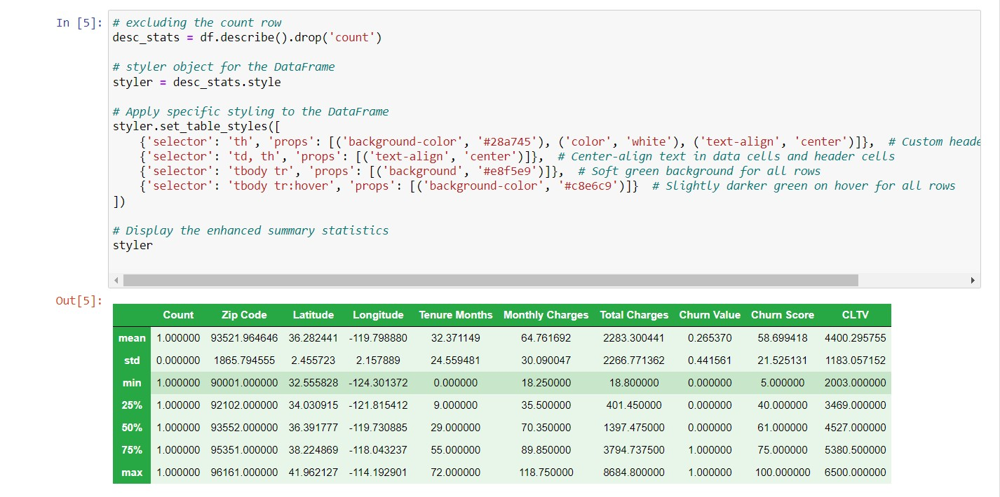 In [5]: # excluding the count row
desc_stats = df.describe().drop('count')
# styler object for the DataFrame
styler = desc_stats.style
# Apply specific styling to the DataFrame
styler.set_table_styles([
{'selector': 'th', 'props': [('background-color', '#28a745'), ('color', 'white'), ('text-align', 'center')]}, # Custom heade
{'selector': 'td, th', 'props': [('text-align', 'center')]}, # Center-align text in data cells and header cells
{'selector': 'tbody tr', 'props': [('background', '#e8f5e9')]}, # Soft green background for all rows
{'selector': 'tbody tr:hover', 'props': [('background-color', '#c8e6c9')]} # Slightly darker green on hover for all rows
])
# Display the enhanced summary statistics
styler
Out[5]:
Count Zip Code Latitude Longitude Tenure Months Monthly Charges Total Charges Churn Value Churn Score CLTV
mean 1.000000 93521.964646 36.282441 -119.798880 32.371149 64.761692 2283.300441 0.265370 58.699418 4400.295755
std 0.000000 1865.794555 2.455723 2.157889 24.559481 30.090047 2266.771362 0.441561 21.525131 1183.057152
min 1.000000 90001.000000 32.555828 -124.301372 0.000000 18.250000 18.800000 0.000000 5.000000 2003.000000
25% 1.000000 92102.000000 34.030915 -121.815412 9.000000 35.500000 401.450000 0.000000 40.000000 3469.000000
50% 1.000000 93552.000000 36.391777 -119.730885 29.000000 70.350000 1397.475000 0.000000 61.000000 4527.000000
75% 1.000000 95351.000000 38.224869 -118.043237 55.000000 89.850000 3794.737500 1.000000 75.000000 5380.500000
max 1.000000 96161.000000 41.962127 -114.192901 72.000000 118.750000 8684.800000 1.000000 100.000000 6500.000000